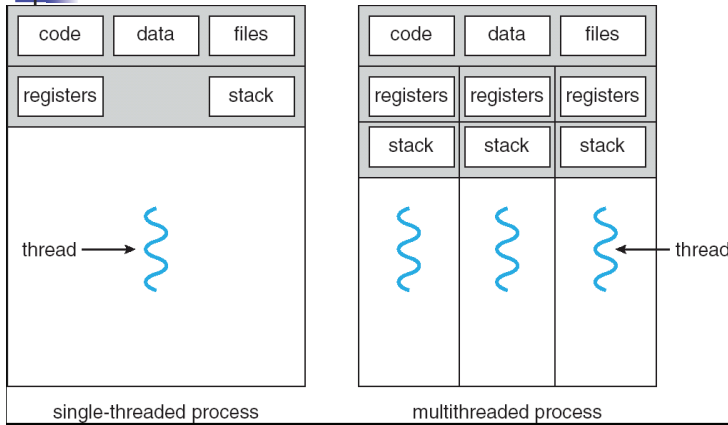 code data files
registers stack
thread
single-threaded process
code data files
registers registers registers
stack stack stack
thread
multithreaded process